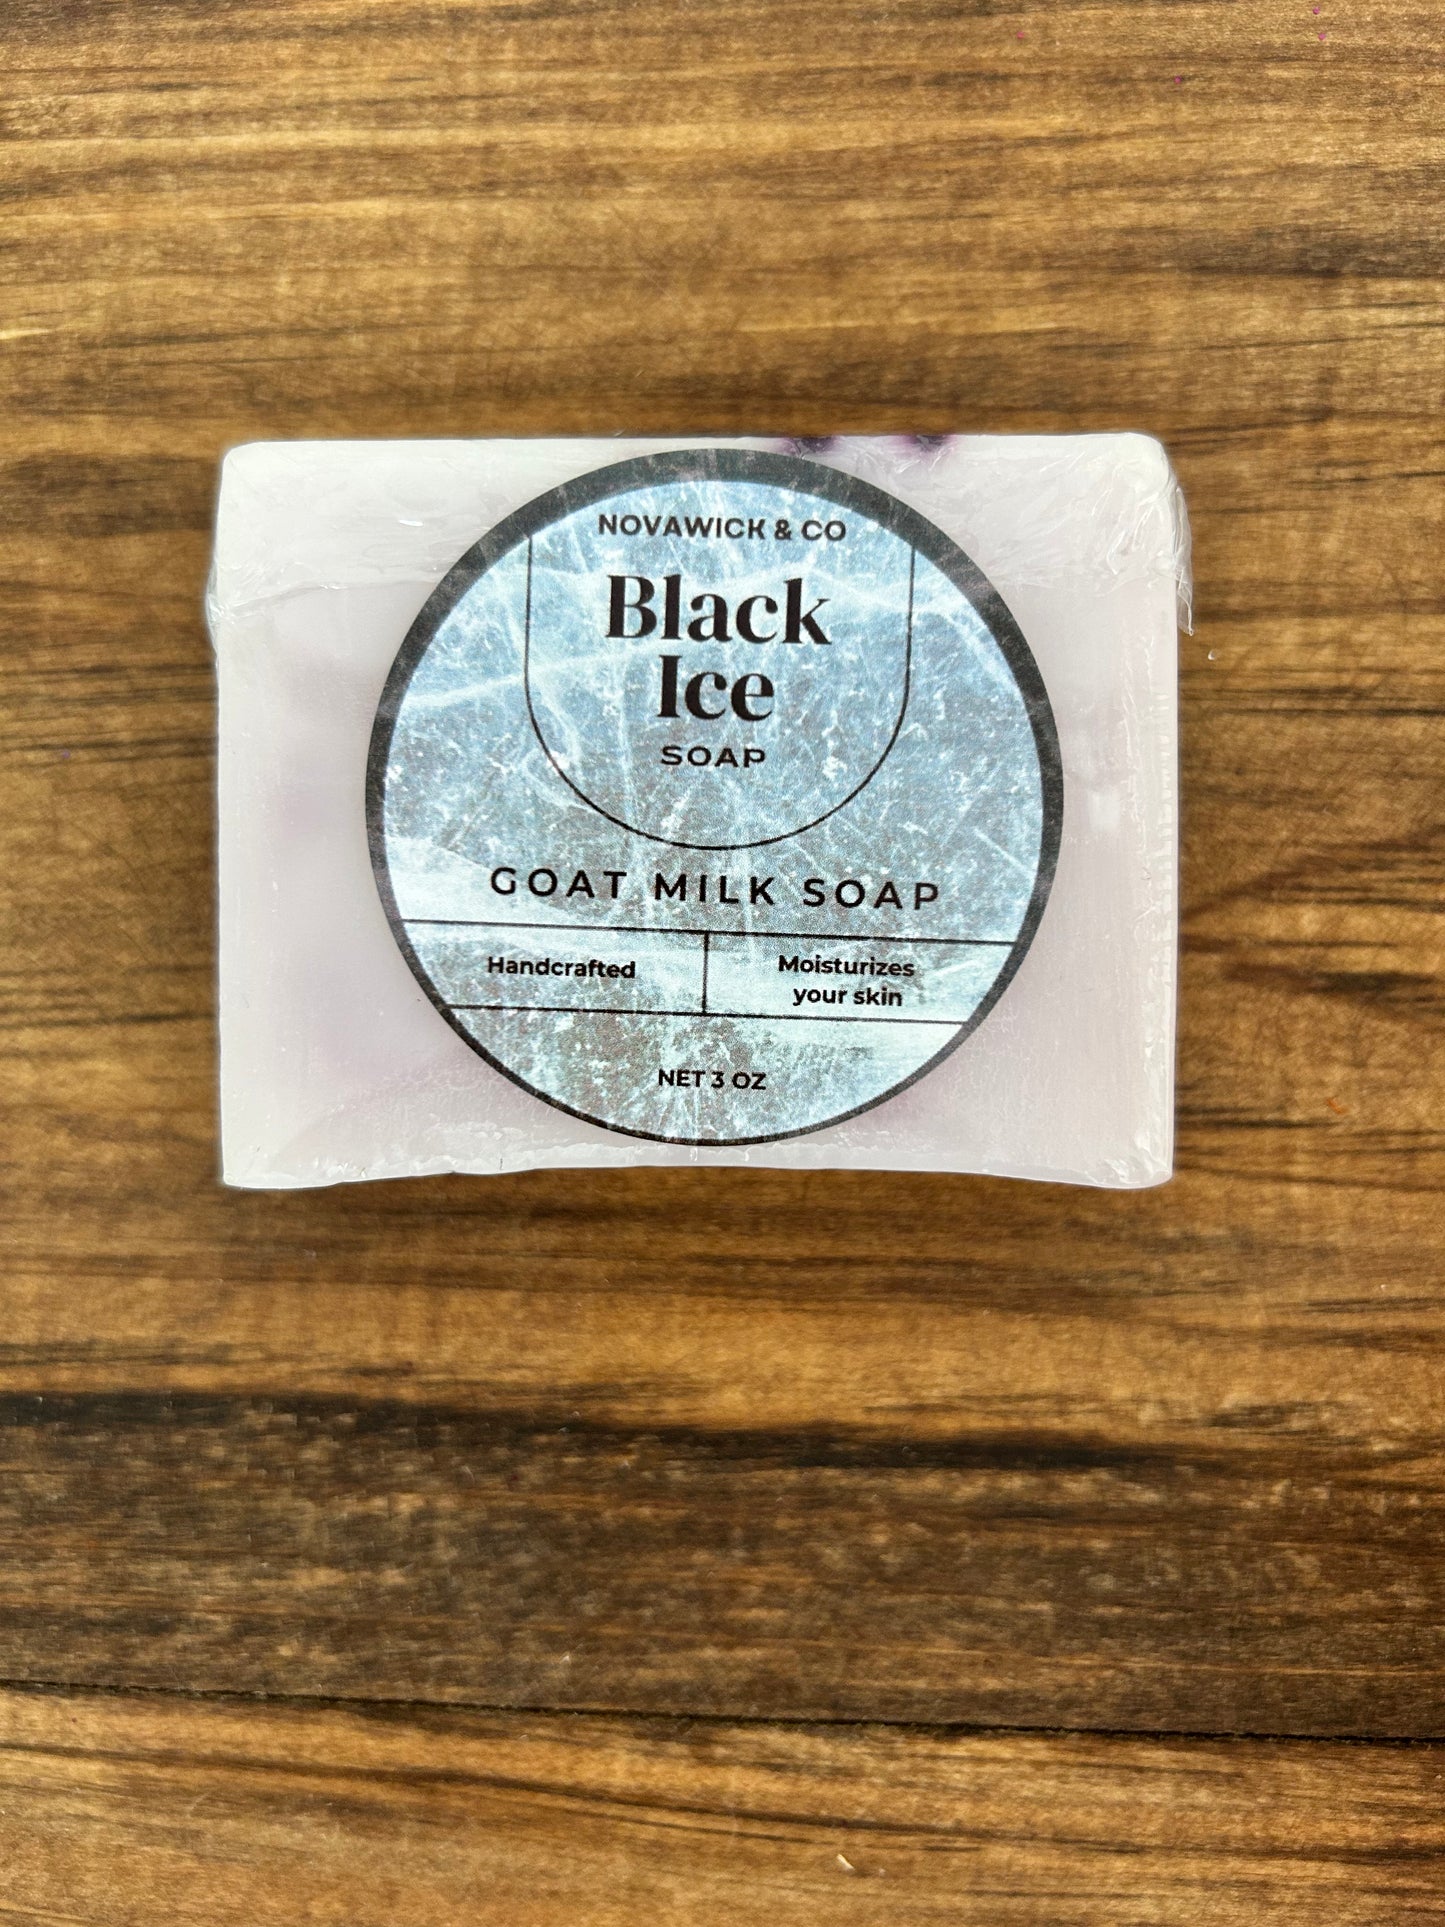 NOVAWICK & CO
Black
Ice
SOAP
GOAT MILK SOAP
Handcrafted
Moisturizes
your skin
NET 3 OZ